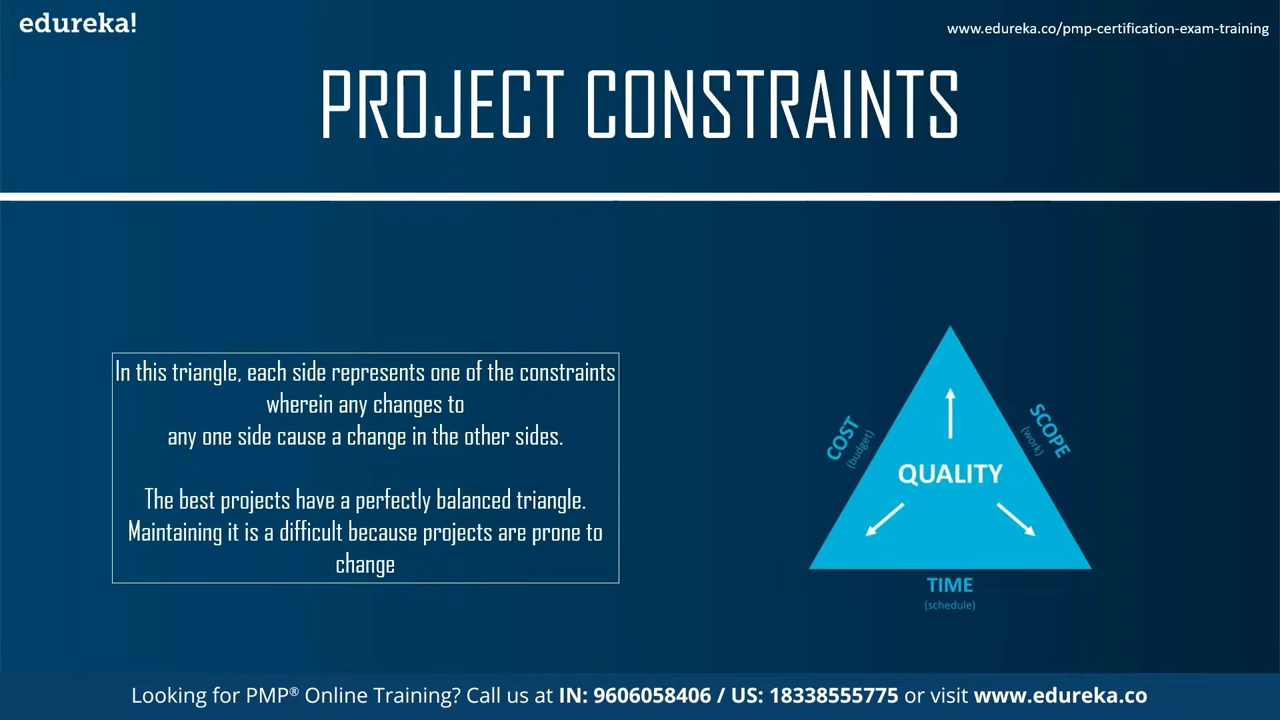 edureka!
www.edureka.co/pmp-certification-exam-training
PROJECT CONSTRAINTS
In this triangle, each side represents one of the constraints
wherein any changes to
any one side cause a change in the other sides.
The best projects have a perfectly balanced triangle.
Maintaining it is a difficult because projects are prone to
change
COST
(budget)
SCOPE
(work)
QUALITY
TIME
(schedule)
Looking for PMP® Online Training? Call us at IN: 9606058406 / US: 18338555775 or visit www.edureka.co